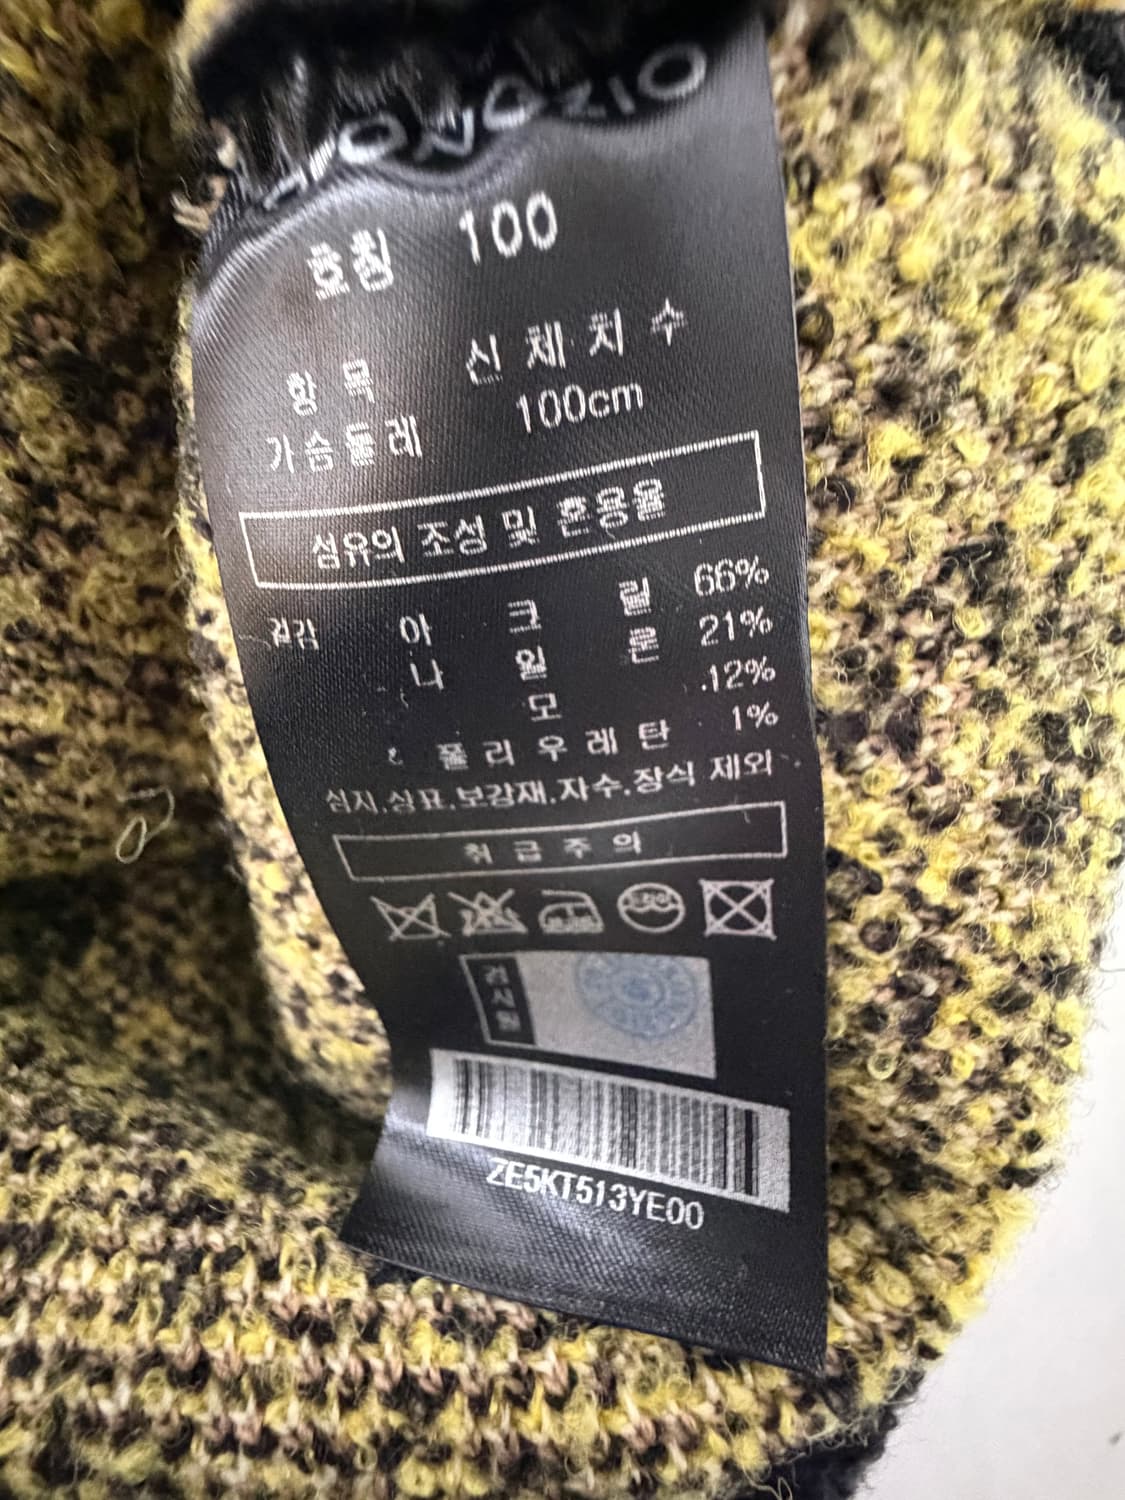 호칭 100
항목 신체치수
가슴둘레 100cm
섬유의 조성 및 혼용율
겉감 아크릴 66%
나일론 21%
모 12%
폴리우레탄 1%
심지.상표.보강재.자수.장식 제외
취급주의
검사필
ZE5KT513YE00